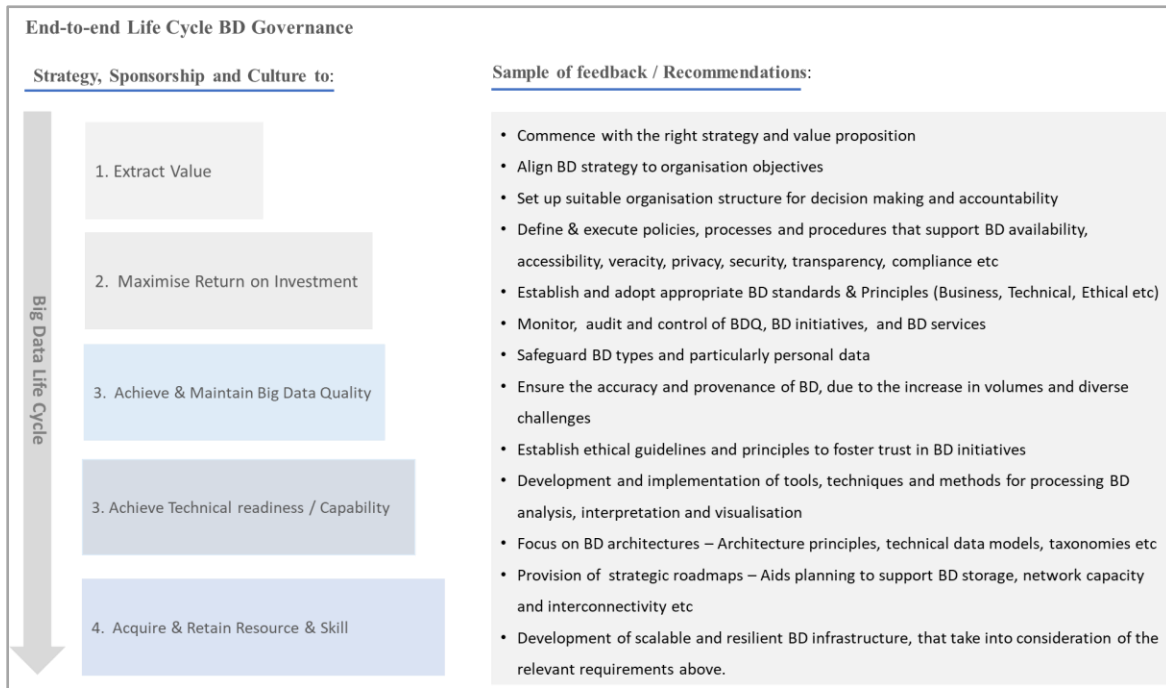 End-to-end Life Cycle BD Governance
Strategy, Sponsorship and Culture to:
Big Data Life Cycle
1. Extract Value
2. Maximise Return on Investment
3. Achieve & Maintain Big Data Quality
3. Achieve Technical readiness / Capability
4. Acquire & Retain Resource & Skill
Sample of feedback / Recommendations:
• Commence with the right strategy and value proposition
• Align BD strategy to organisation objectives
• Set up suitable organisation structure for decision making and accountability
• Define & execute policies, processes and procedures that support BD availability,
accessibility, veracity, privacy, security, transparency, compliance etc
• Establish and adopt appropriate BD standards & Principles (Business, Technical, Ethical etc)
• Monitor, audit and control of BDQ, BD initiatives, and BD services
• Safeguard BD types and particularly personal data
• Ensure the accuracy and provenance of BD, due to the increase in volumes and diverse
challenges
• Establish ethical guidelines and principles to foster trust in BD initiatives
• Development and implementation of tools, techniques and methods for processing BD
analysis, interpretation and visualisation
• Focus on BD architectures – Architecture principles, technical data models, taxonomies etc
• Provision of strategic roadmaps – Aids planning to support BD storage, network capacity
and interconnectivity etc
• Development of scalable and resilient BD infrastructure, that take into consideration of the
relevant requirements above.